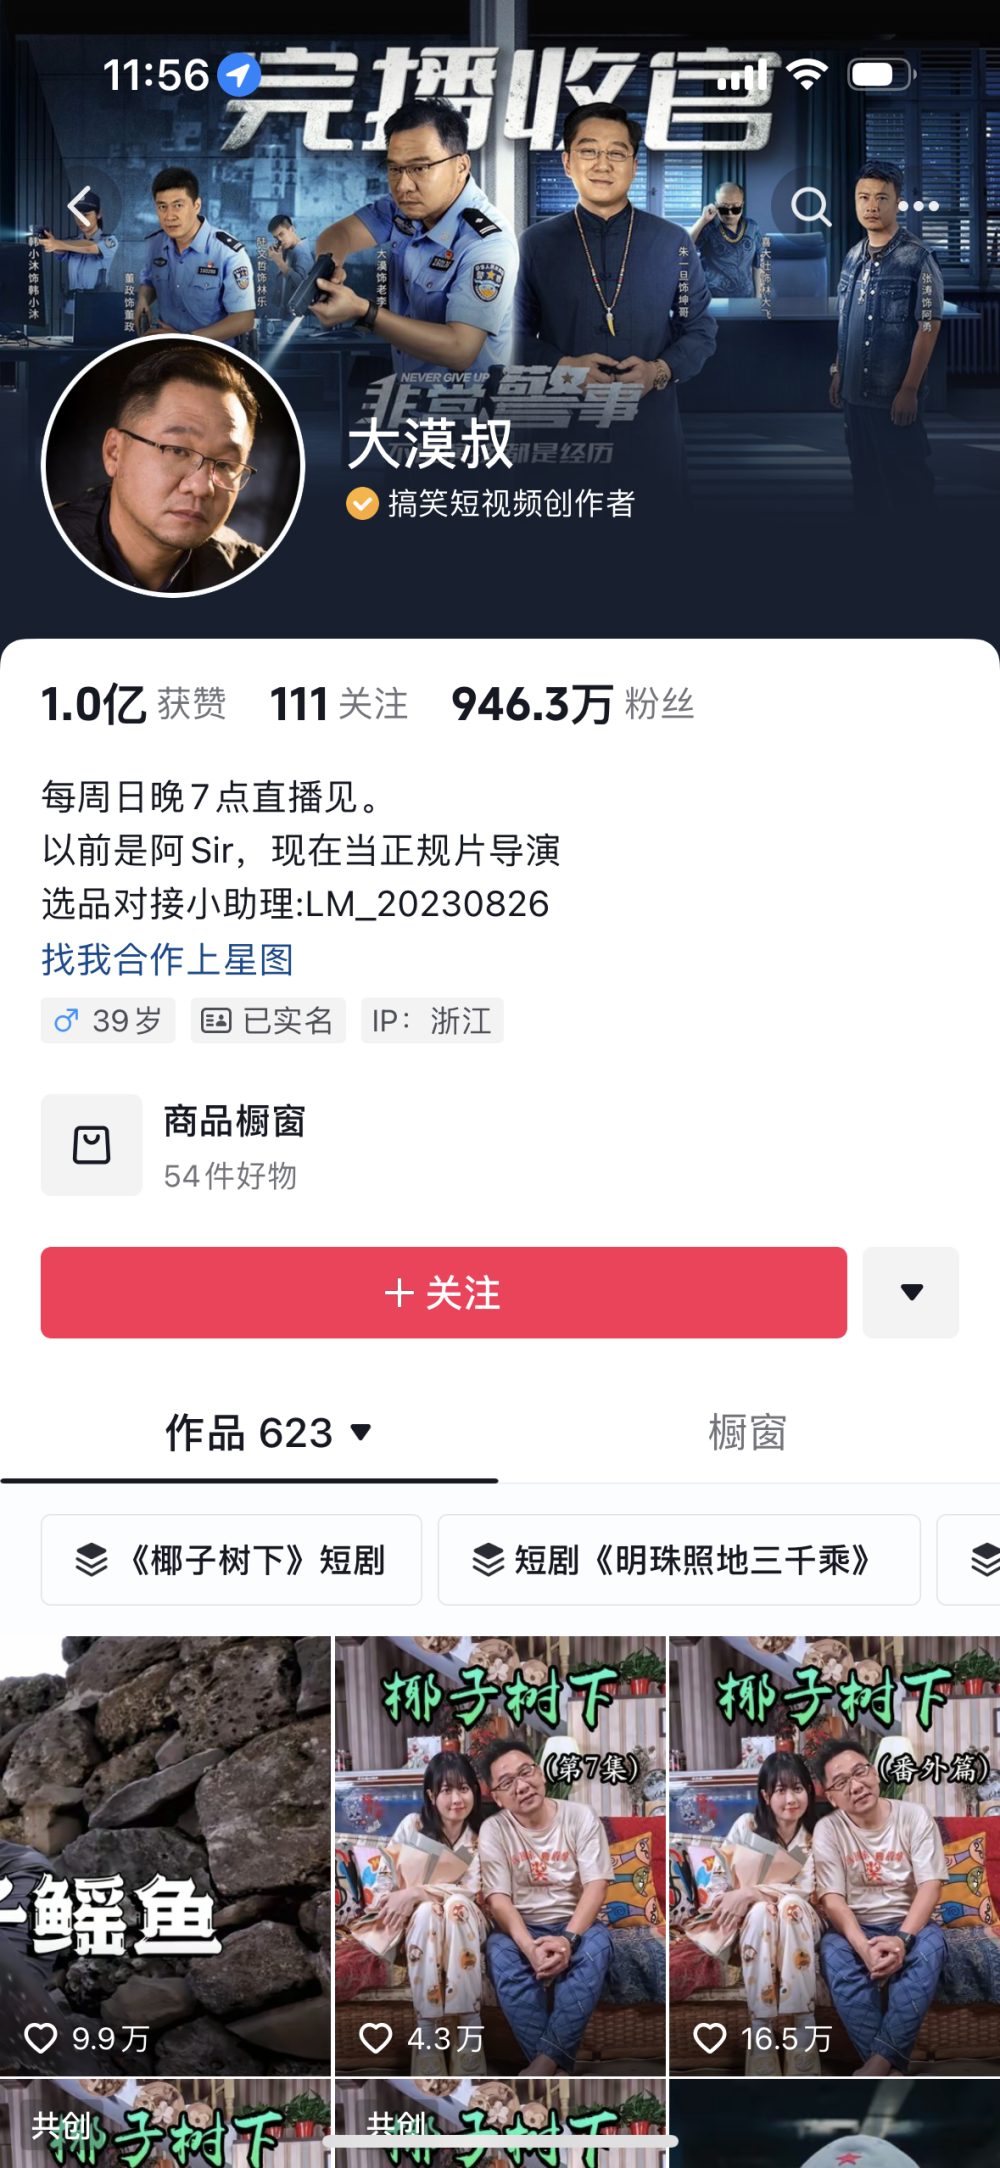 11:56
完播收官
韩小沐饰韩小沐
董政饰董政
陆文哲饰林乐
大漠饰老李
朱一旦饰坤哥
张涛饰阿勇
NEVER GIVE UP
非常警事
都是经历
大漠叔
搞笑短视频创作者
1.0亿 获赞 111 关注 946.3万 粉丝
每周日晚7点直播见。
以前是阿Sir，现在当正规片导演
选品对接小助理:LM_20230826
找我合作上星图
39岁 已实名 IP：浙江
商品橱窗
54件好物
关注
作品 623 橱窗
《椰子树下》短剧 短剧《明珠照地三千乘》
鳐鱼
9.9万
椰子树下
(第7集)
4.3万
椰子树下
(番外篇)
16.5万
共创
椰子树下
共创
椰子树下